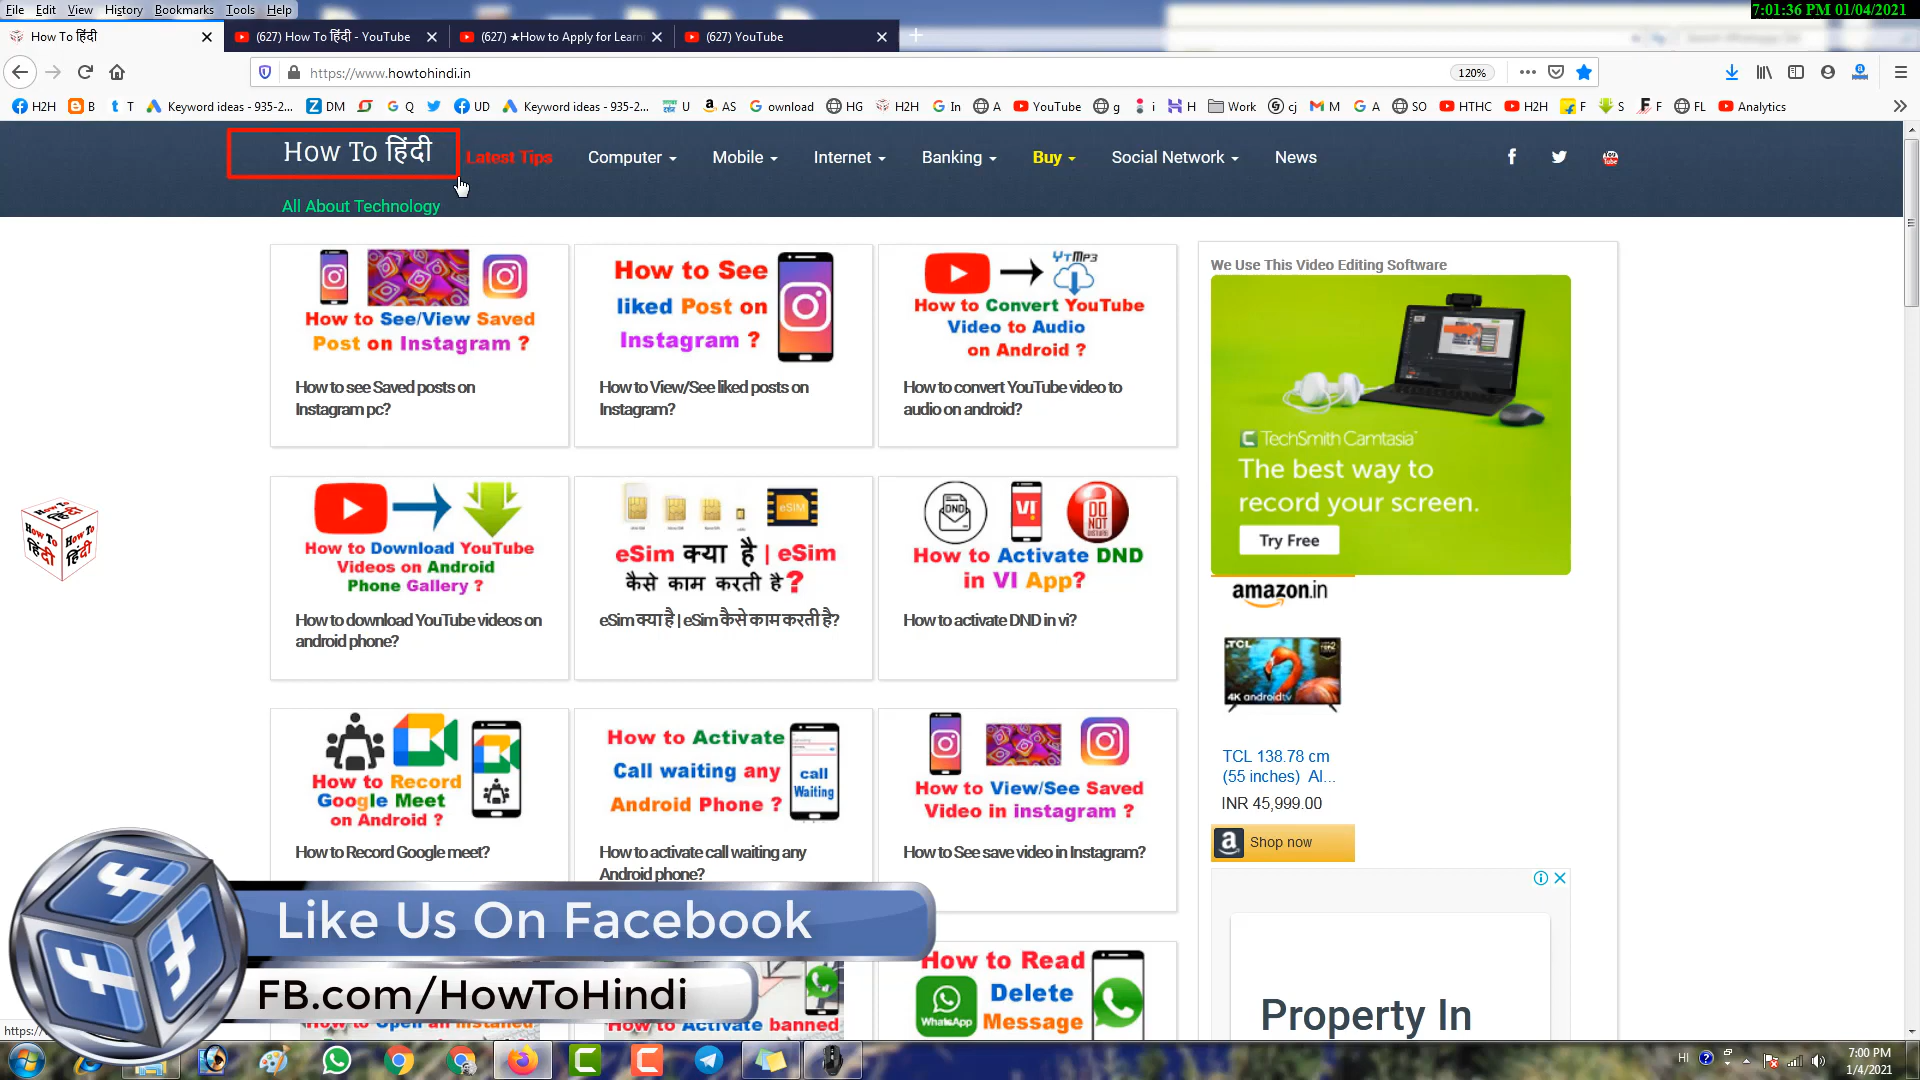 File Edit View History Bookmarks Tools Help
7:01:36 PM 01/04/2021
How To हिंदी
(627) How To हिंदी - YouTube
(627) ★How to Apply for Learn
(627) YouTube
https://www.howtohindi.in
120%
H2H B T Keyword ideas - 935-2... DM G Q UD Keyword ideas - 935-2... U AS ownload HG H2H In A YouTube g i H Work cj M A SO HTHC H2H F S F FL Analytics
How To हिंदी
Latest Tips Computer Mobile Internet Banking Buy Social Network News
All About Technology
How to See/View Saved
Post on Instagram ?
How to see Saved posts on
Instagram pc?
How to See
liked Post on
Instagram ?
How to View/See liked posts on
Instagram?
YTMP3
How to Convert YouTube
Video to Audio
on Android ?
How to convert YouTube video to
audio on android?
We Use This Video Editing Software
TechSmith Camtasia
The best way to
record your screen.
Try Free
How to Download YouTube
Videos on Android
Phone Gallery ?
How to download YouTube videos on
android phone?
eSIM
eSim क्या है | eSim
कैसे काम करती है ?
eSim क्या है | eSim कैसे काम करती है?
DND
VI
DO
NOT
DISTURB
How to Activate DND
in VI App?
How to activate DND in vi?
amazon.in
TCL
4K androidtv
TCL 138.78 cm
(55 inches) Al...
INR 45,999.00
Shop now
How to Record
Google Meet
on Android ?
How to Record Google meet?
How to Activate
Call waiting any
Android Phone ?
call
Waiting
How to activate call waiting any
Android phone?
How to View/See Saved
Video in instagram ?
How to See save video in Instagram?
How To हिंदी
How To हिंदी
How To हिंदी
Like Us On Facebook
FB.com/HowToHindi
How to Open an installed
How to Activate banned
How to Read
Delete
Message
WhatsApp
Property In
https://
HI
7:00 PM
1/4/2021